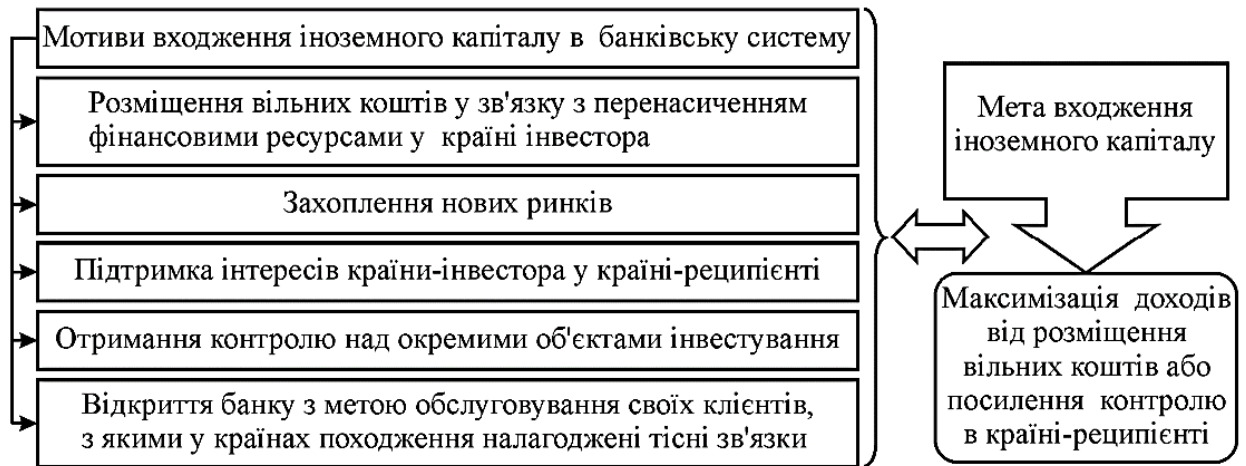 Мотиви входження іноземного капіталу в банківську систему
Розміщення вільних коштів у зв'язку з перенасиченням
фінансовими ресурсами у країні інвестора
Захоплення нових ринків
Підтримка інтересів країни-інвестора у країні-реципієнті
Отримання контролю над окремими об'єктами інвестування
Відкриття банку з метою обслуговування своїх клієнтів,
з якими у країнах походження налагоджені тісні зв'язки
Мета входження
іноземного капіталу
Максимізація доходів
від розміщення
вільних коштів або
посилення контролю
в країні-реципієнті